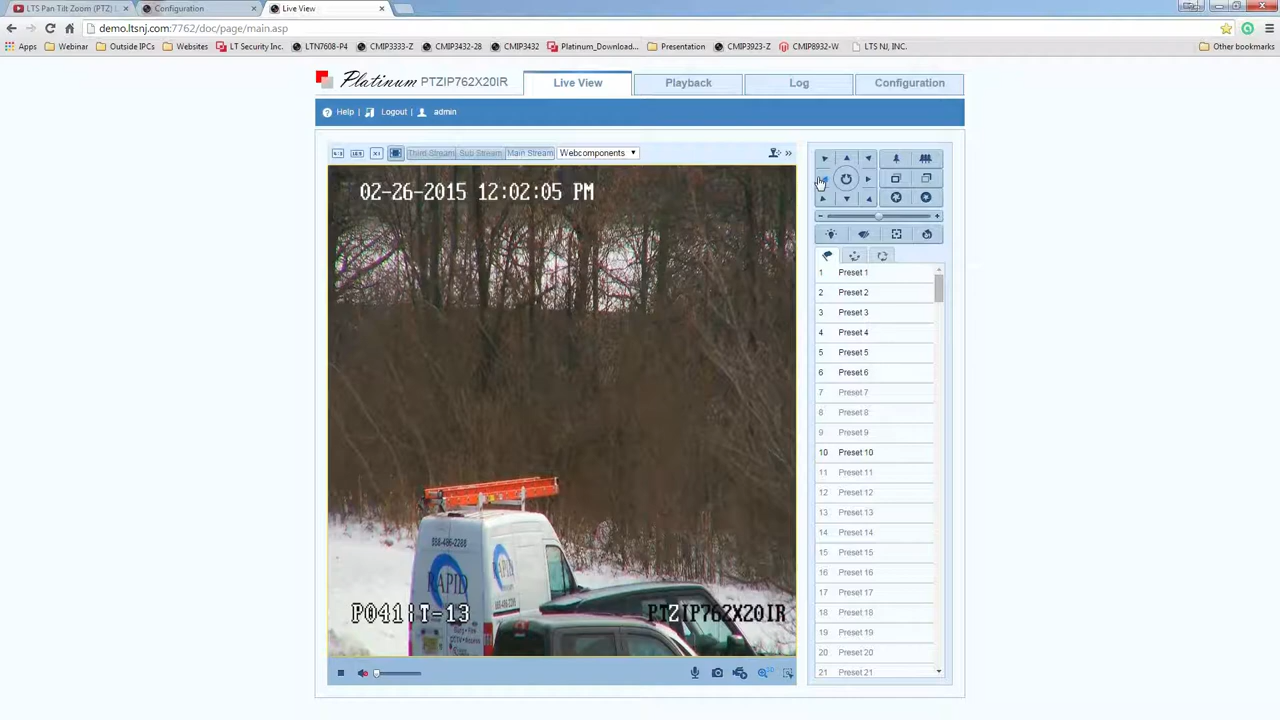 LTS Pan Tilt Zoom (PTZ) I
Configuration
Live View
demo.ltsnj.com:7762/doc/page/main.asp
Apps Webinar Outside IPCs Websites LT Security Inc. LTN7608-P4 CMIP3333-Z CMIP3432-28 CMIP3432 Platinum_Download... Presentation CMIP3923-Z CMIP8932-W LTS NJ, INC. Other bookmarks
Platinum PTZIP762X20IR Live View Playback Log Configuration
Help Logout | admin
Third Stream Sub Stream Main Stream Webcomponents
02-26-2015 12:02:05 PM
888-486-2288
RAPID
RAPID
P041:T-13
PTZIP762X20IR
1 Preset 1
2 Preset 2
3 Preset 3
4 Preset 4
5 Preset 5
6 Preset 6
7 Preset 7
8 Preset 8
9 Preset 9
10 Preset 10
11 Preset 11
12 Preset 12
13 Preset 13
14 Preset 14
15 Preset 15
16 Preset 16
17 Preset 17
18 Preset 18
19 Preset 19
20 Preset 20
21 Preset 21